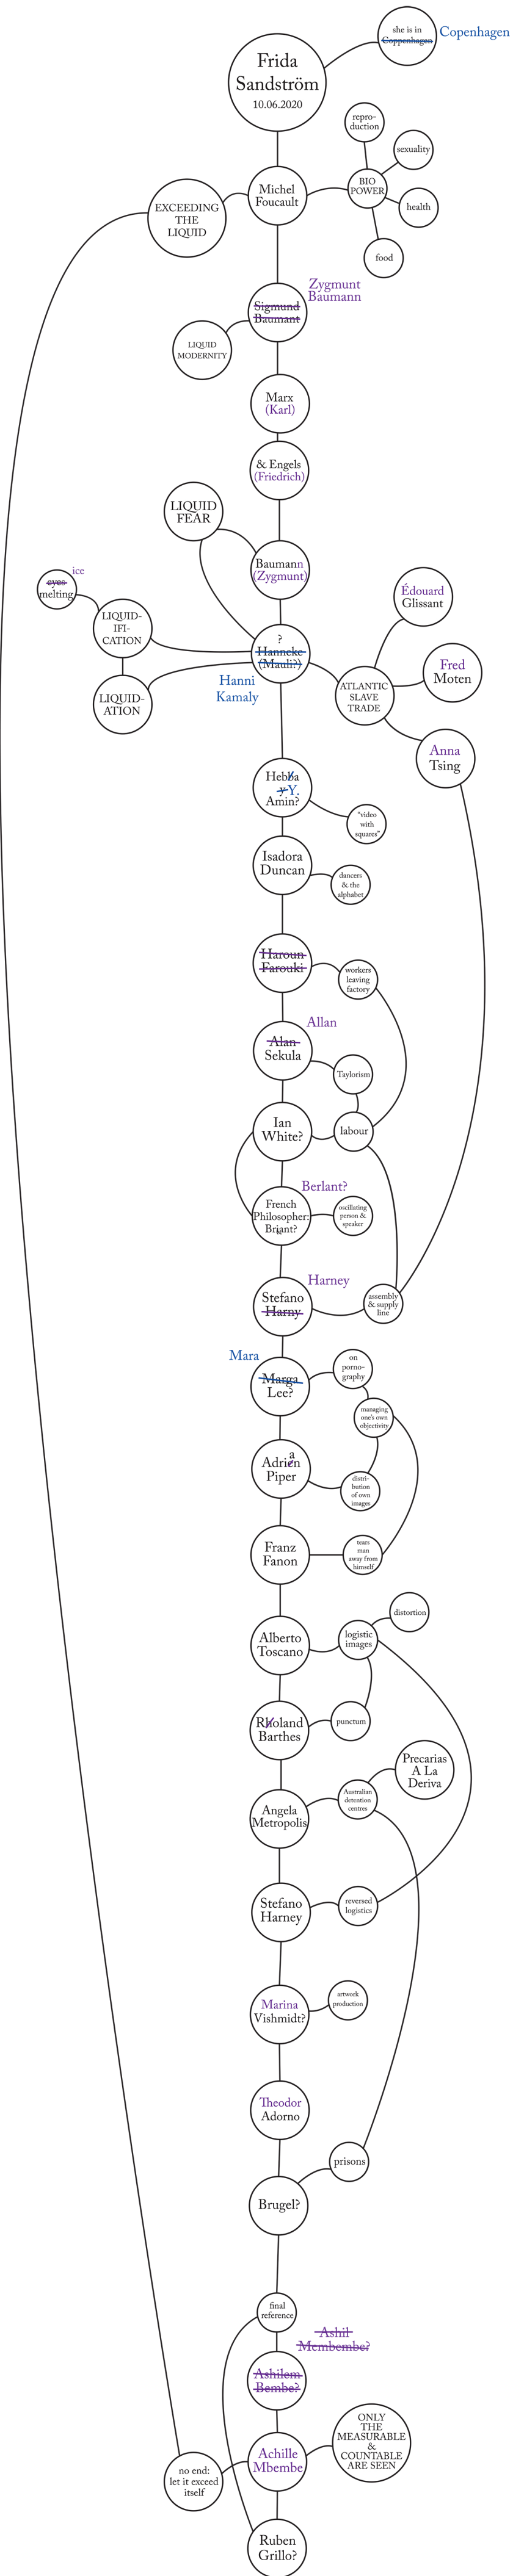 she is in
Coppenhagen
Copenhagen
Frida
Sandström
10.06.2020
repro-
duction
sexuality
BIO
POWER
health
food
Michel
Foucault
EXCEEDING
THE
LIQUID
Zygmunt
Baumann
Sigmund
Baumant
LIQUID
MODERNITY
Marx
(Karl)
& Engels
(Friedrich)
LIQUID
FEAR
Baumann
(Zygmunt)
ice
eyes
melting
LIQUID-
IFI-
CATION
LIQUID-
ATION
?
Hanneke
(Mauli?)
Hanni
Kamaly
Édouard
Glissant
Fred
Moten
ATLANTIC
SLAVE
TRADE
Anna
Tsing
Hebba
y Y.
Amin?
"video
with
squares"
Isadora
Duncan
dancers
& the
alphabet
Haroun
Farouki
workers
leaving
factory
Allan
Alan
Sekula
Taylorism
Ian
White?
labour
Berlant?
French
Philosopher:
Briant?
oscillating
person &
speaker
Harney
Stefano
Harny
assembly
& supply
line
Mara
Marga
Lee?
on
porno-
graphy
managing
one's own
objectivity
a
Adrien
Piper
distri-
bution
of own
images
Franz
Fanon
tears
man
away from
himself
distortion
Alberto
Toscano
logistic
images
Rholand
Barthes
punctum
Precarias
A La
Deriva
Angela
Metropolis
Australian
detention
centres
Stefano
Harney
reversed
logistics
Marina
Vishmidt?
artwork
production
Theodor
Adorno
prisons
Brugel?
final
reference
Ashil
Membembe?
Ashilem
Bembe?
ONLY
THE
MEASURABLE
&
COUNTABLE
ARE SEEN
Achille
Mbembe
no end:
let it exceed
itself
Ruben
Grillo?